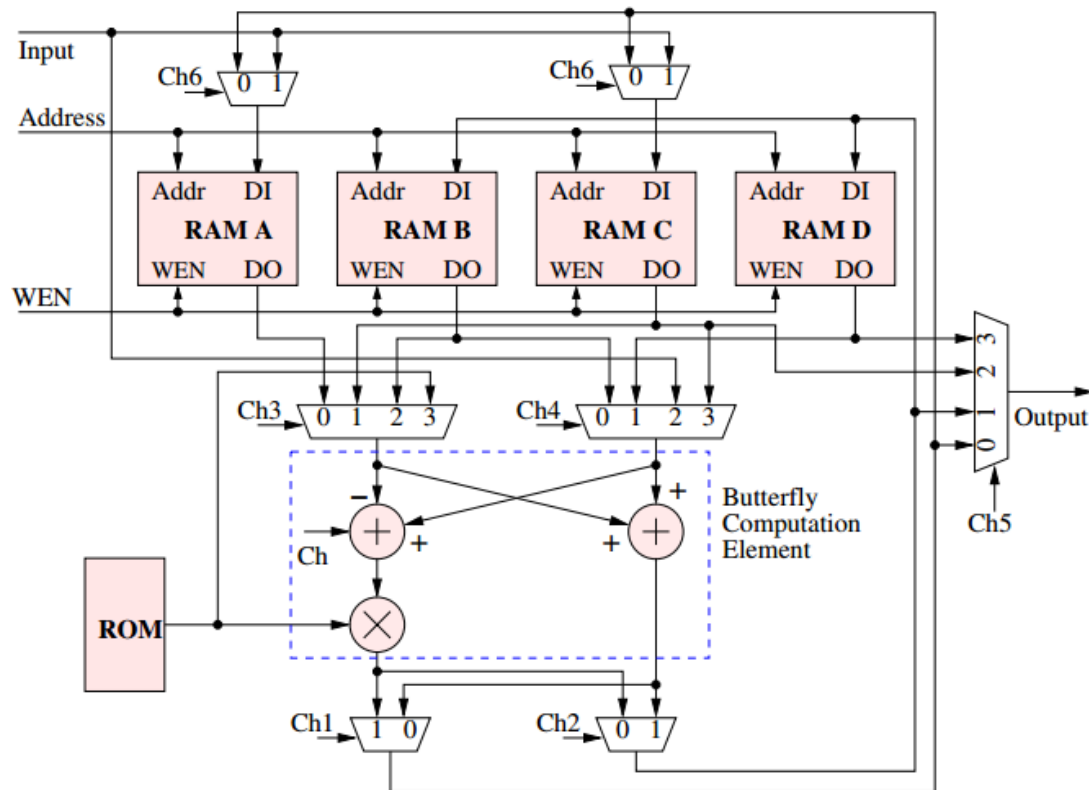 Input
Ch6
0 1
Ch6
0 1
Address
Addr DI
RAM A
WEN DO
Addr DI
RAM B
WEN DO
Addr DI
RAM C
WEN DO
Addr DI
RAM D
WEN DO
WEN
Ch3
0 1 2 3
Ch4
0 1 2 3
3
2
1
0
Output
Ch5
−
+
+
Ch
+
+
+
Butterfly
Computation
Element
ROM
×
Ch1
1 0
Ch2
0 1